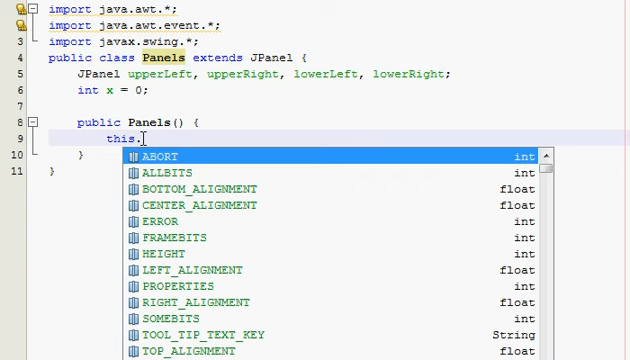 import java.awt.*;
import java.awt.event.*;
3 import javax.swing.*;
4 public class Panels extends JPanel {
5 JPanel upperLeft, upperRight, lowerLeft, lowerRight;
6 int x = 0;
7
8 public Panels() {
9 this.
10 }
11 }
ABORT int
ALLBITS int
BOTTOM_ALIGNMENT float
CENTER_ALIGNMENT float
ERROR int
FRAMEBITS int
HEIGHT int
LEFT_ALIGNMENT float
PROPERTIES int
RIGHT_ALIGNMENT float
SOMEBITS int
TOOL_TIP_TEXT_KEY String
TOP_ALIGNMENT float